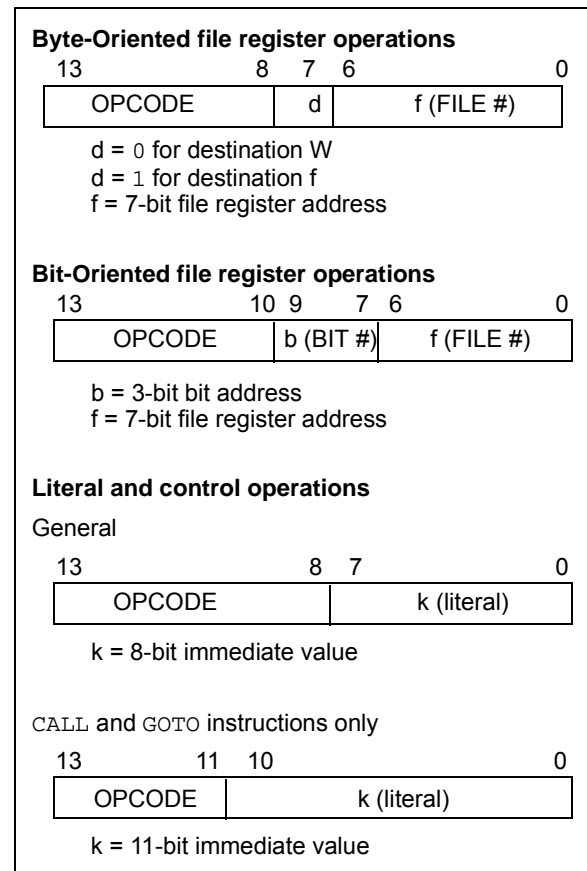 Byte-Oriented file register operations
13 8 7 6 0
OPCODE d f (FILE #)
d = 0 for destination W
d = 1 for destination f
f = 7-bit file register address
Bit-Oriented file register operations
13 10 9 7 6 0
OPCODE b (BIT #) f (FILE #)
b = 3-bit bit address
f = 7-bit file register address
Literal and control operations
General
13 8 7 0
OPCODE k (literal)
k = 8-bit immediate value
CALL and GOTO instructions only
13 11 10 0
OPCODE k (literal)
k = 11-bit immediate value